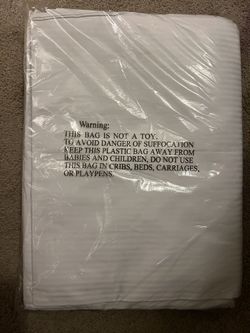 Warning:
THIS BAG IS NOT A TOY.
TO AVOID DANGER OF SUFFOCATION
KEEP THIS PLASTIC BAG AWAY FROM
BABIES AND CHILDREN, DO NOT USE
THIS BAG IN CRIBS, BEDS, CARRIAGES,
OR PLAYPENS.